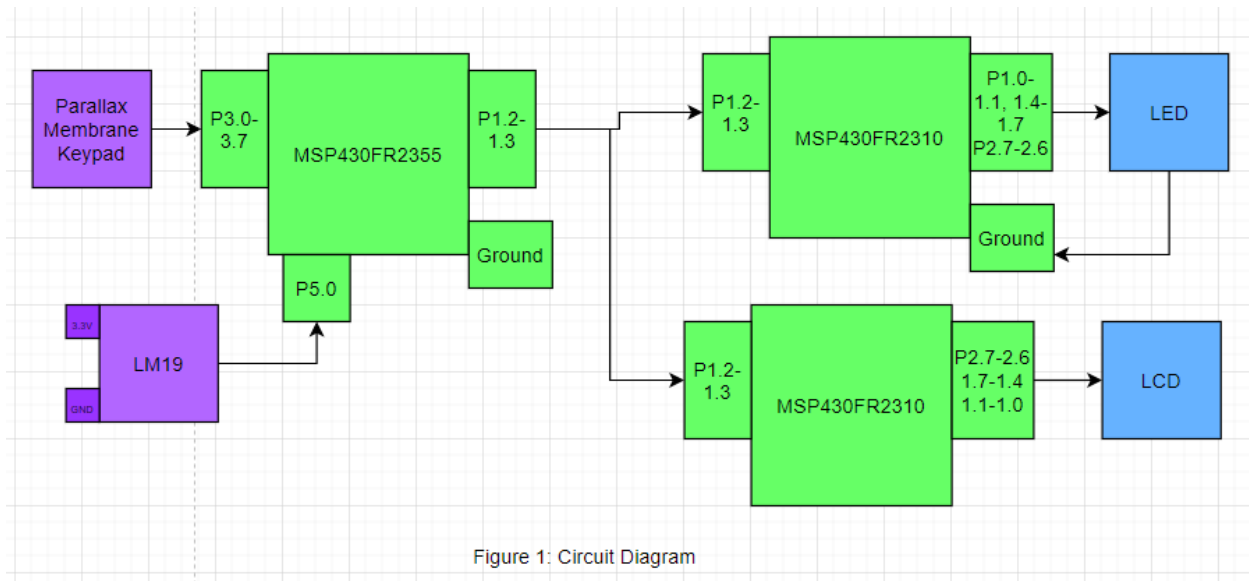 Parallax
Membrane
Keypad
P3.0-
3.7
MSP430FR2355
P1.2-
1.3
Ground
P5.0
3.3V
LM19
GND
P1.2-
1.3
MSP430FR2310
P1.0-
1.1, 1.4-
1.7
P2.7-2.6
LED
Ground
P1.2-
1.3
MSP430FR2310
P2.7-2.6
1.7-1.4
1.1-1.0
LCD
Figure 1: Circuit Diagram